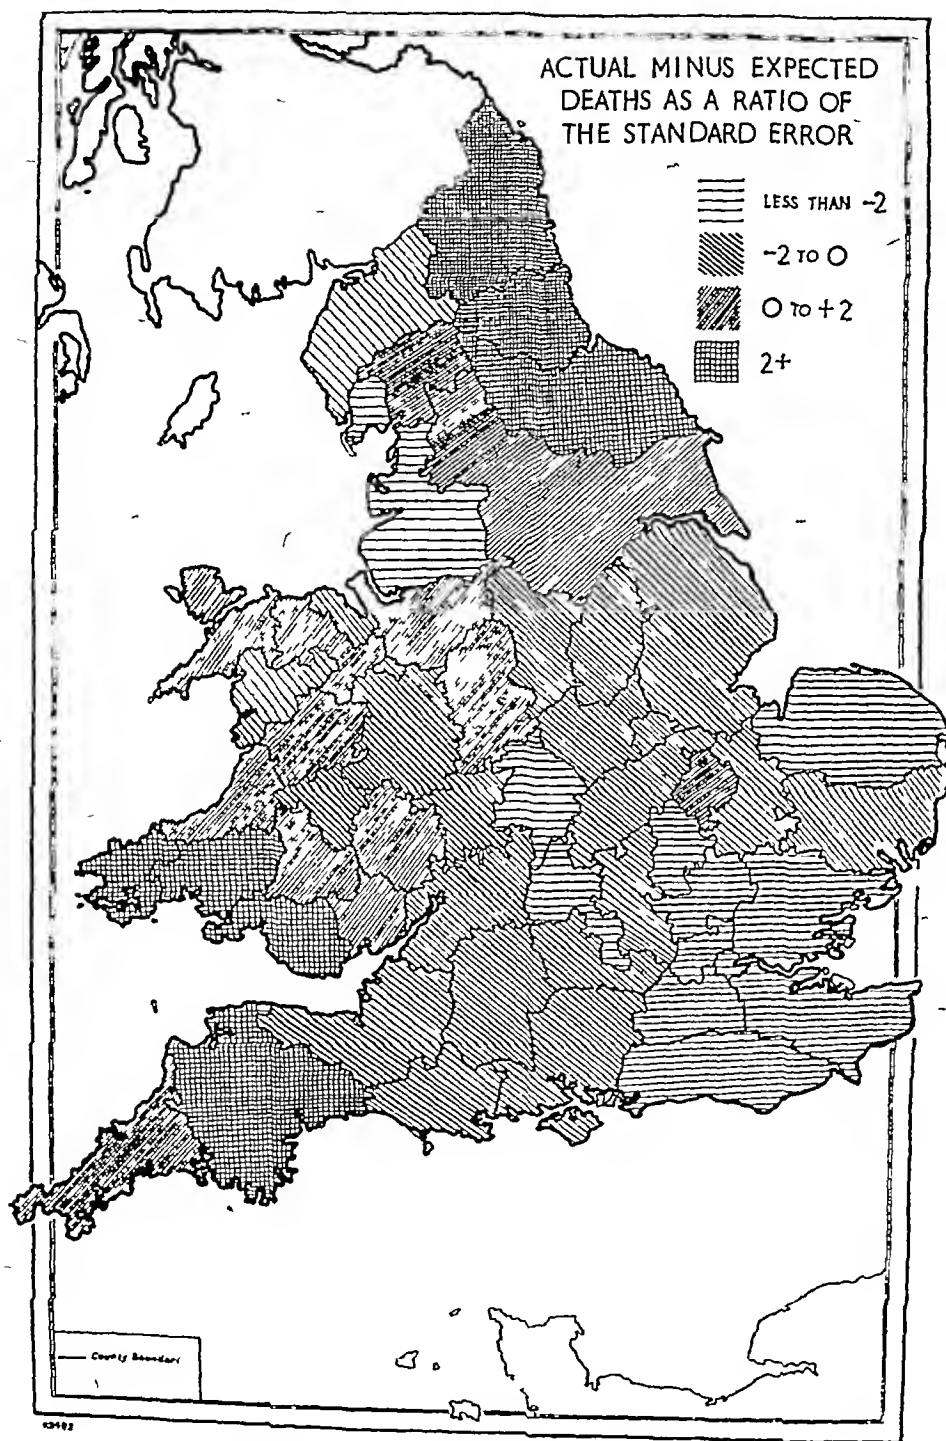 ACTUAL MINUS EXPECTED
DEATHS AS A RATIO OF
THE STANDARD ERROR
LESS THAN -2
-2 TO 0
0 TO +2
2+
County Boundary